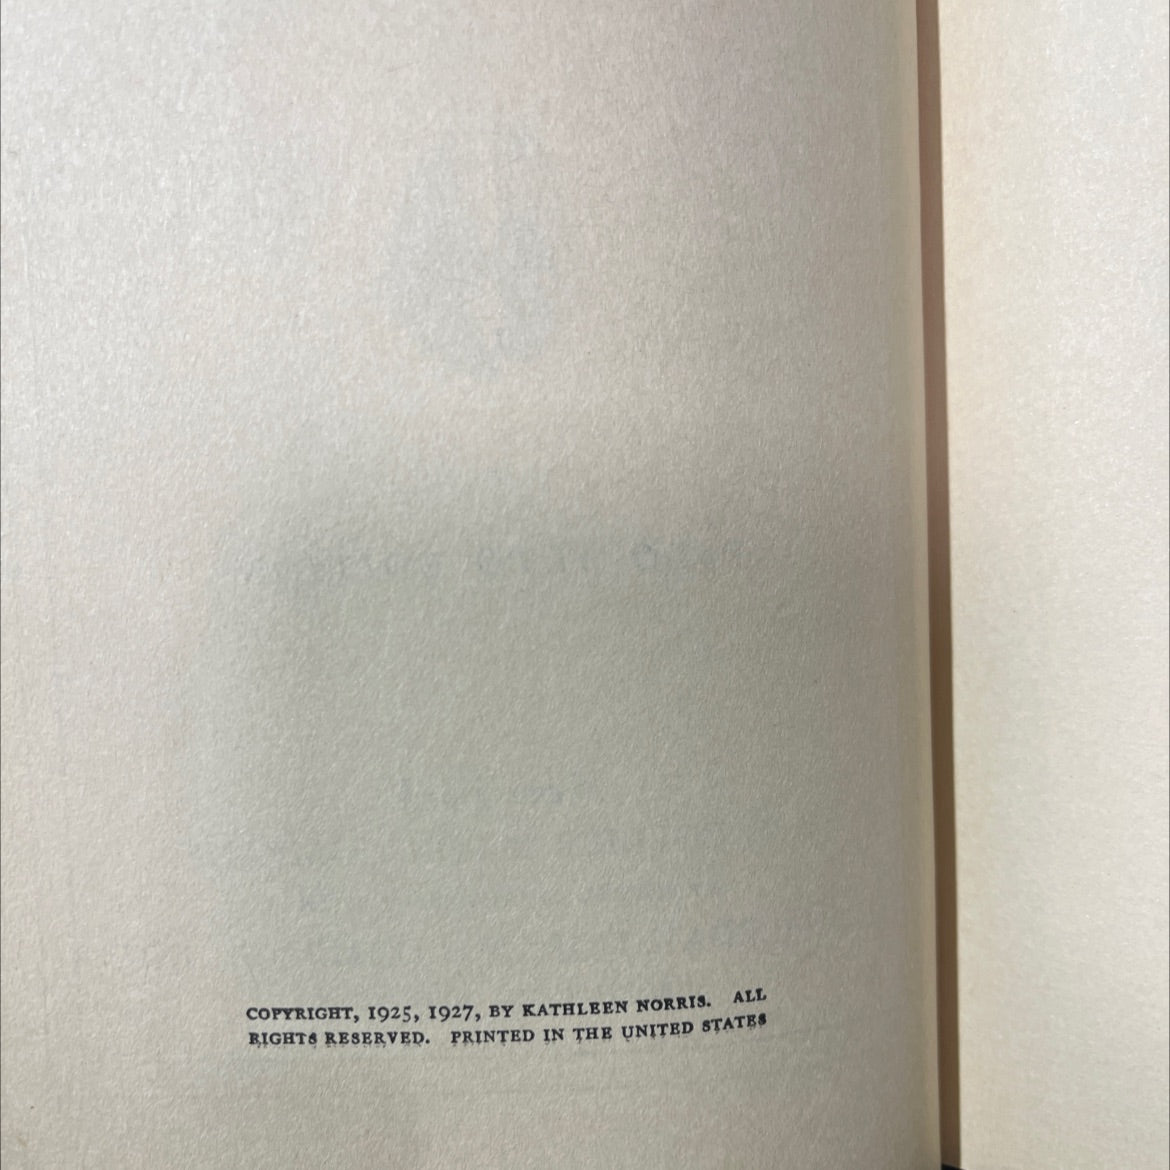 COPYRIGHT, 1925, 1927, BY KATHLEEN NORRIS. ALL
RIGHTS RESERVED. PRINTED IN THE UNITED STATES